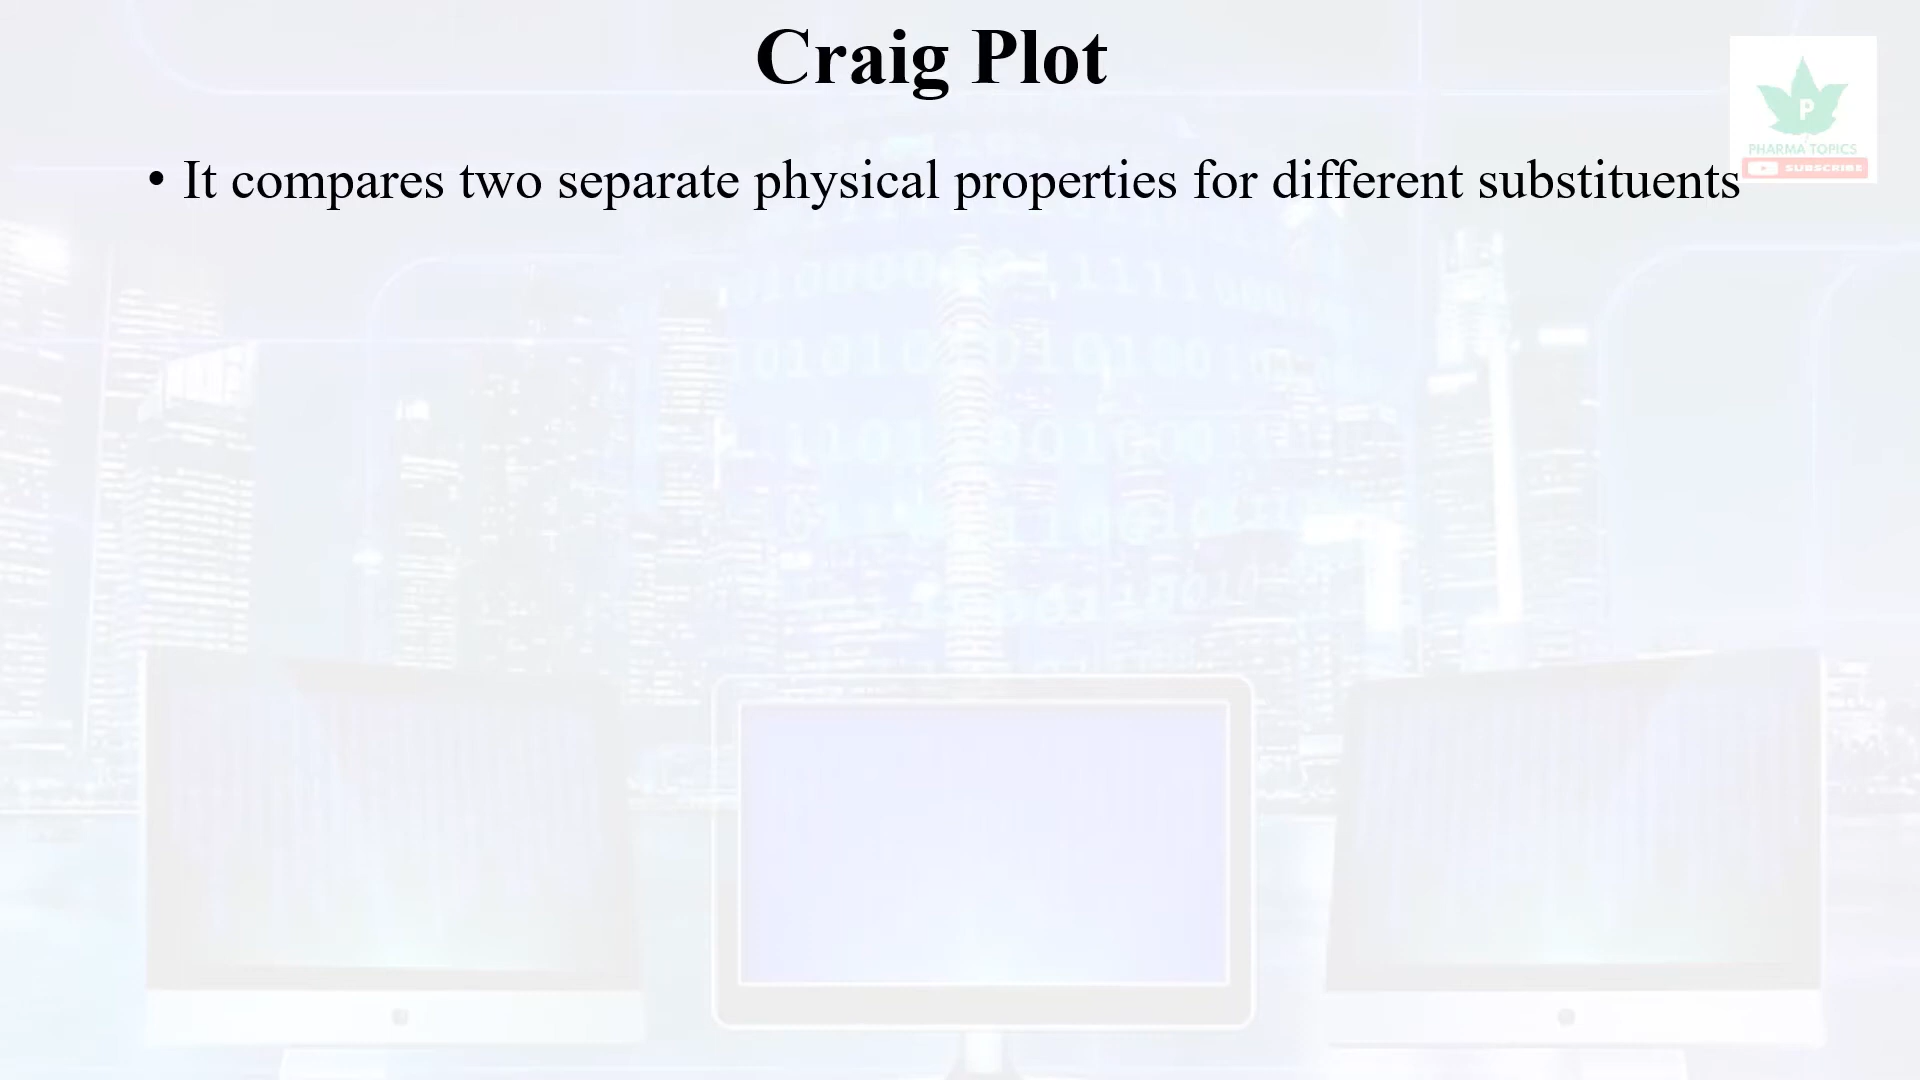 Craig Plot
• It compares two separate physical properties for different substituents
P
PHARMA TOPICS
SUBSCRIBE